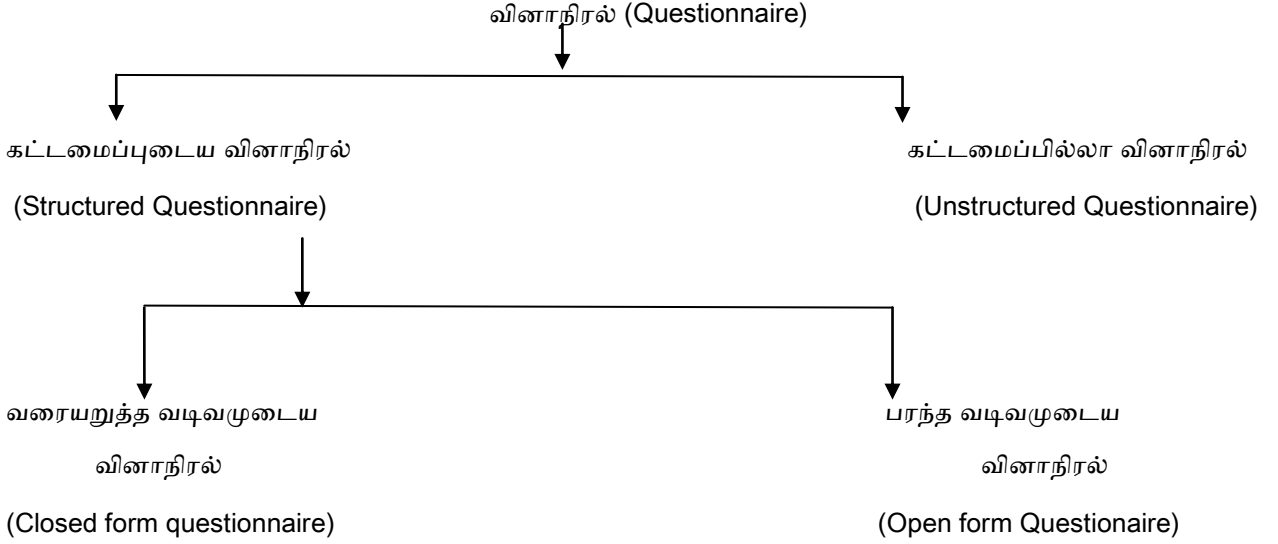 வினாநிரல் (Questionnaire)
கட்டமைப்புடைய வினாநிரல்
(Structured Questionnaire)
கட்டமைப்பில்லா வினாநிரல்
(Unstructured Questionnaire)
வரையறுத்த வடிவமுடைய
வினாநிரல்
(Closed form questionnaire)
பரந்த வடிவமுடைய
வினாநிரல்
(Open form Questionaire)